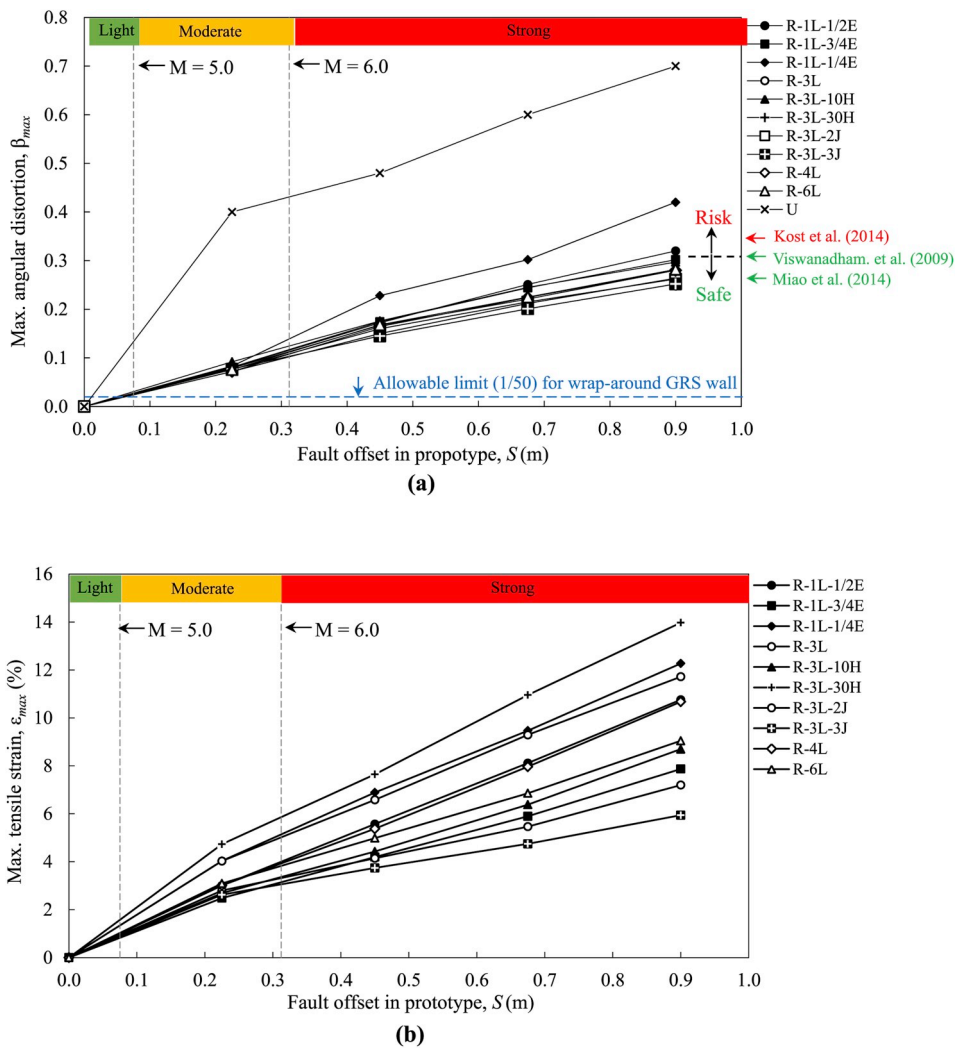 0.8
0.7
0.6
0.5
0.4
0.3
0.2
0.1
0.0
Max. angular distortion, βmax
Light
Moderate
Strong
M = 5.0
M = 6.0
R-1L-1/2E
R-1L-3/4E
R-1L-1/4E
R-3L
R-3L-10H
R-3L-30H
R-3L-2J
R-3L-3J
R-4L
R-6L
U
Risk
Safe
Kost et al. (2014)
Viswanadham. et al. (2009)
Miao et al. 2014)
Allowable limit (1/50) for wrap-around GRS wall
0.0 0.1 0.2 0.3 0.4 0.5 0.6 0.7 0.8 0.9 1.0
Fault offset in propotype, S (m)
(a)
16
14
12
10
8
6
4
2
0
Max. tensile strain, εmax (%)
Light
Moderate
Strong
M = 5.0
M = 6.0
R-1L-1/2E
R-1L-3/4E
R-1L-1/4E
R-3L
R-3L-10H
R-3L-30H
R-3L-2J
R-3L-3J
R-4L
R-6L
0.0 0.1 0.2 0.3 0.4 0.5 0.6 0.7 0.8 0.9 1.0
Fault offset in prototype, S (m)
(b)